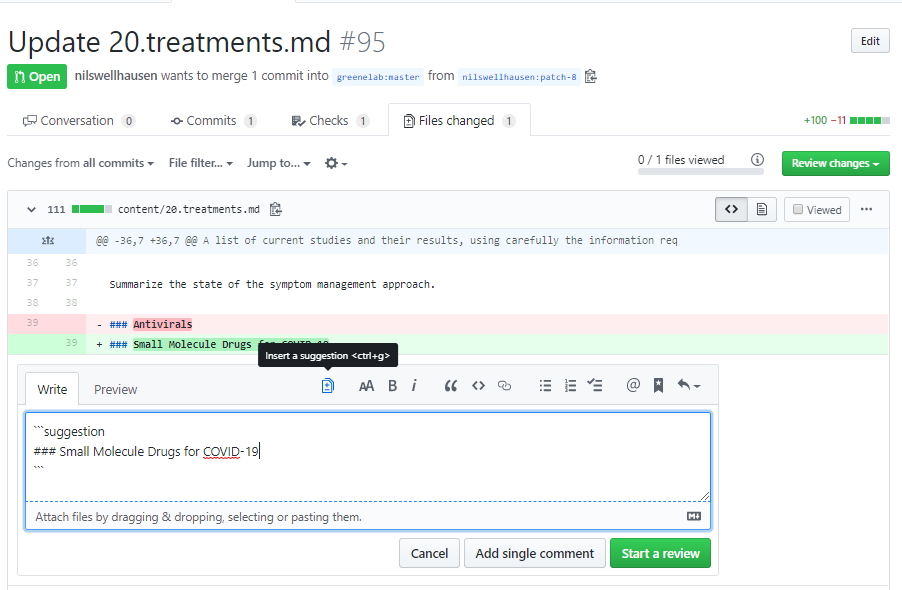 Update 20.treatments.md #95
Edit
Open nilswellhausen wants to merge 1 commit into greenelab:master from nilswellhausen:patch-8
Conversation 0 Commits 1 Checks 1 Files changed 1 +100 −11
Changes from all commits File filter... Jump to... 0 / 1 files viewed Review changes
111 content/20.treatments.md <> Viewed ...
@@ -36,7 +36,7 @@ A list of current studies and their results, using carefully the information req
36 36
37 37 Summarize the state of the symptom management approach.
38 38
39 - ### Antivirals
39 + ### Small Molecule Drugs for COVID-19
Insert a suggestion <ctrl+g>
Write Preview AA B i “ <> @
```suggestion
### Small Molecule Drugs for COVID-19
```
Attach files by dragging & dropping, selecting or pasting them.
Cancel Add single comment Start a review